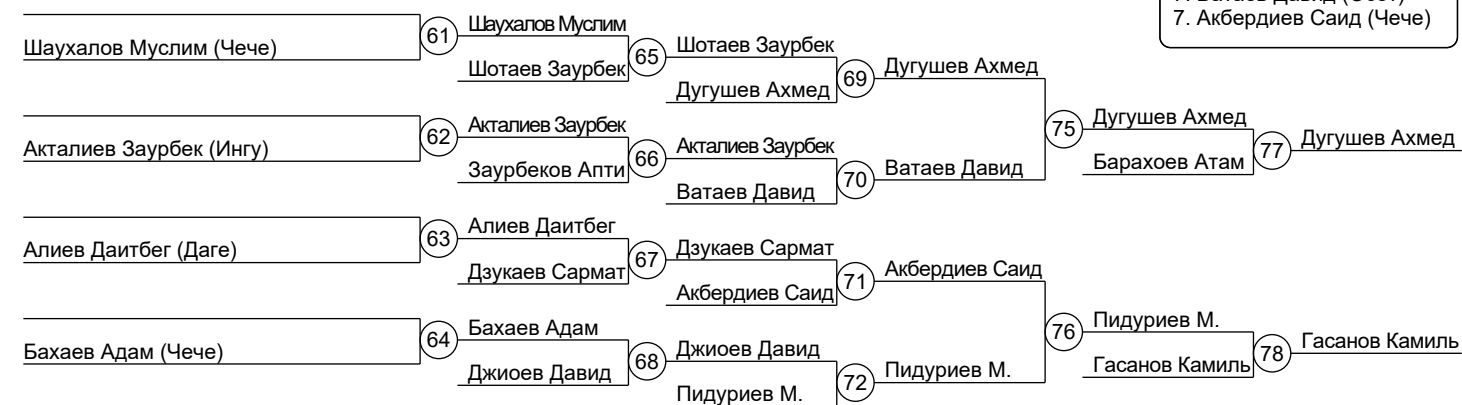 7. Акбердиев Саид (Чече)
Шаухалов Муслим (Чече)
61
Шаухалов Муслим
Шотаев Заурбек
65
Шотаев Заурбек
Дугушев Ахмед
69
Дугушев Ахмед
Акталиев Заурбек (Ингу)
62
Акталиев Заурбек
Заурбеков Апти
66
Акталиев Заурбек
Ватаев Давид
70
Ватаев Давид
75
Дугушев Ахмед
Барахоев Атам
77
Дугушев Ахмед
Алиев Даитбег (Даге)
63
Алиев Даитбег
Дзукаев Сармат
67
Дзукаев Сармат
Акбердиев Саид
71
Акбердиев Саид
Бахаев Адам (Чече)
64
Бахаев Адам
Джиоев Давид
68
Джиоев Давид
Пидуриев М.
72
Пидуриев М.
76
Пидуриев М.
Гасанов Камиль
78
Гасанов Камиль